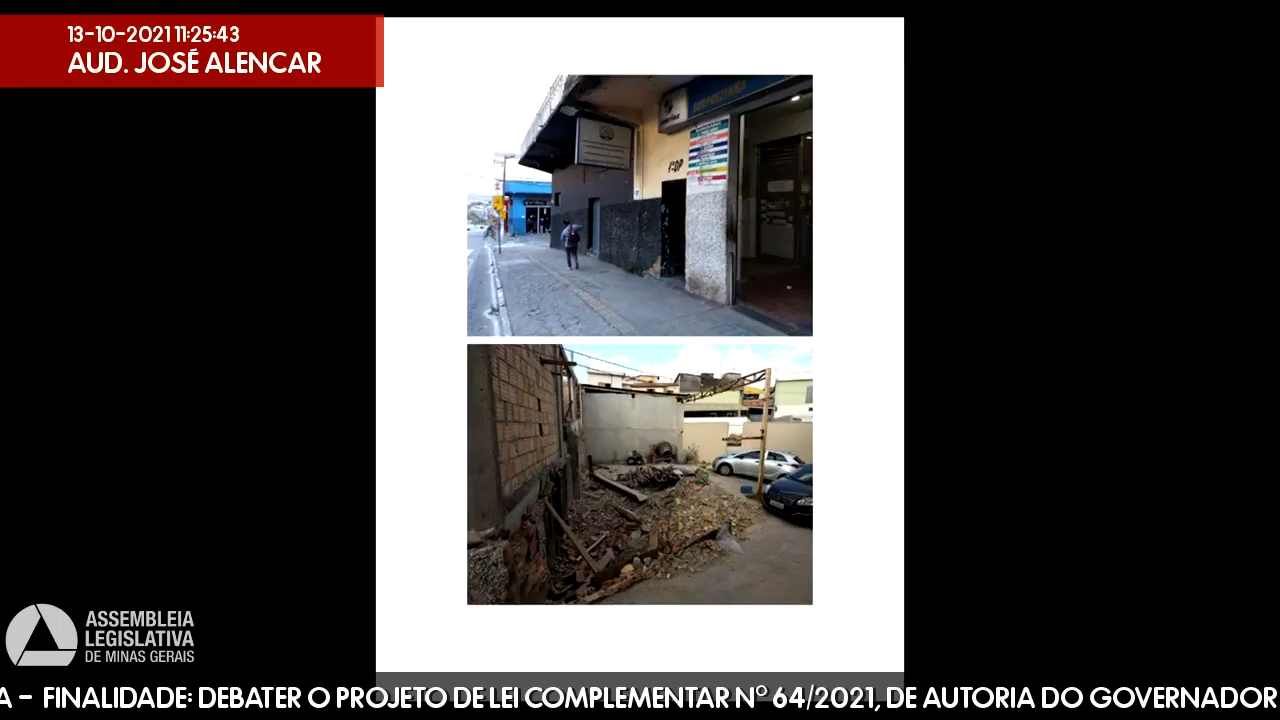 13-10-2021 11:25:43
AUD. JOSÉ ALENCAR
1ªDP
ASSEMBLEIA
LEGISLATIVA
DE MINAS GERAIS
A - FINALIDADE: DEBATER O PROJETO DE LEI COMPLEMENTAR Nº 64/2021, DE AUTORIA DO GOVERNADOR